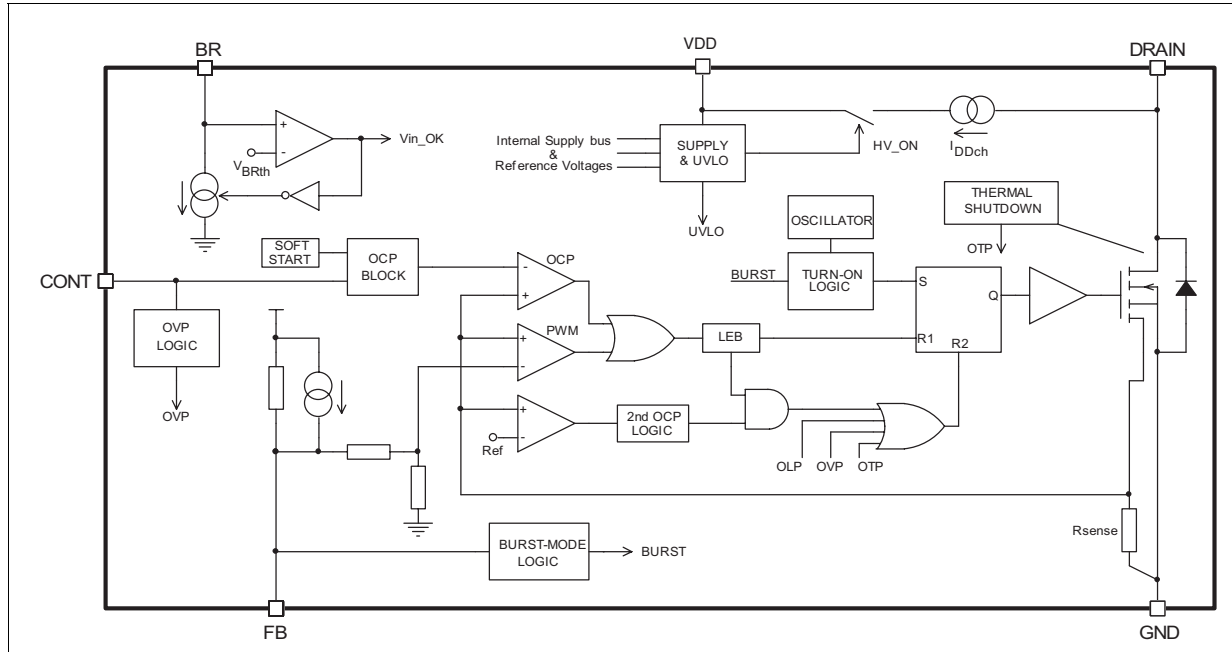 BR
VDD
DRAIN
+
-
Vin_OK
VBRth
Internal Supply bus
&
Reference Voltages
SUPPLY
& UVLO
HV_ON
IDDch
UVLO
THERMAL
SHUTDOWN
OTP
OSCILLATOR
SOFT
START
OCP
BLOCK
CONT
OVP
LOGIC
OVP
-
+
OCP
BURST
TURN-ON
LOGIC
S
Q
R1
R2
+
-
PWM
LEB
+
-
Ref
2nd OCP
LOGIC
OLP
OVP
OTP
Rsense
BURST-MODE
LOGIC
BURST
FB
GND